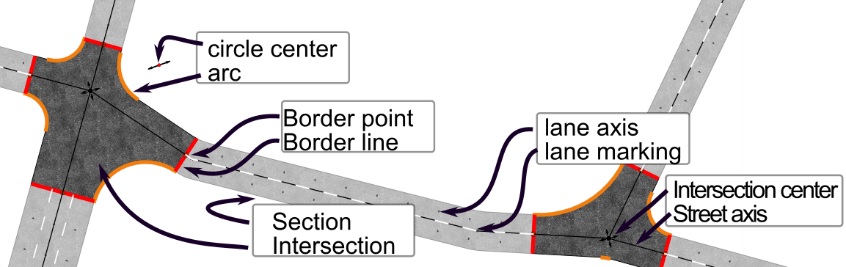 circle center
arc
Border point
Border line
lane axis
lane marking
Intersection center
Street axis
Section
Intersection